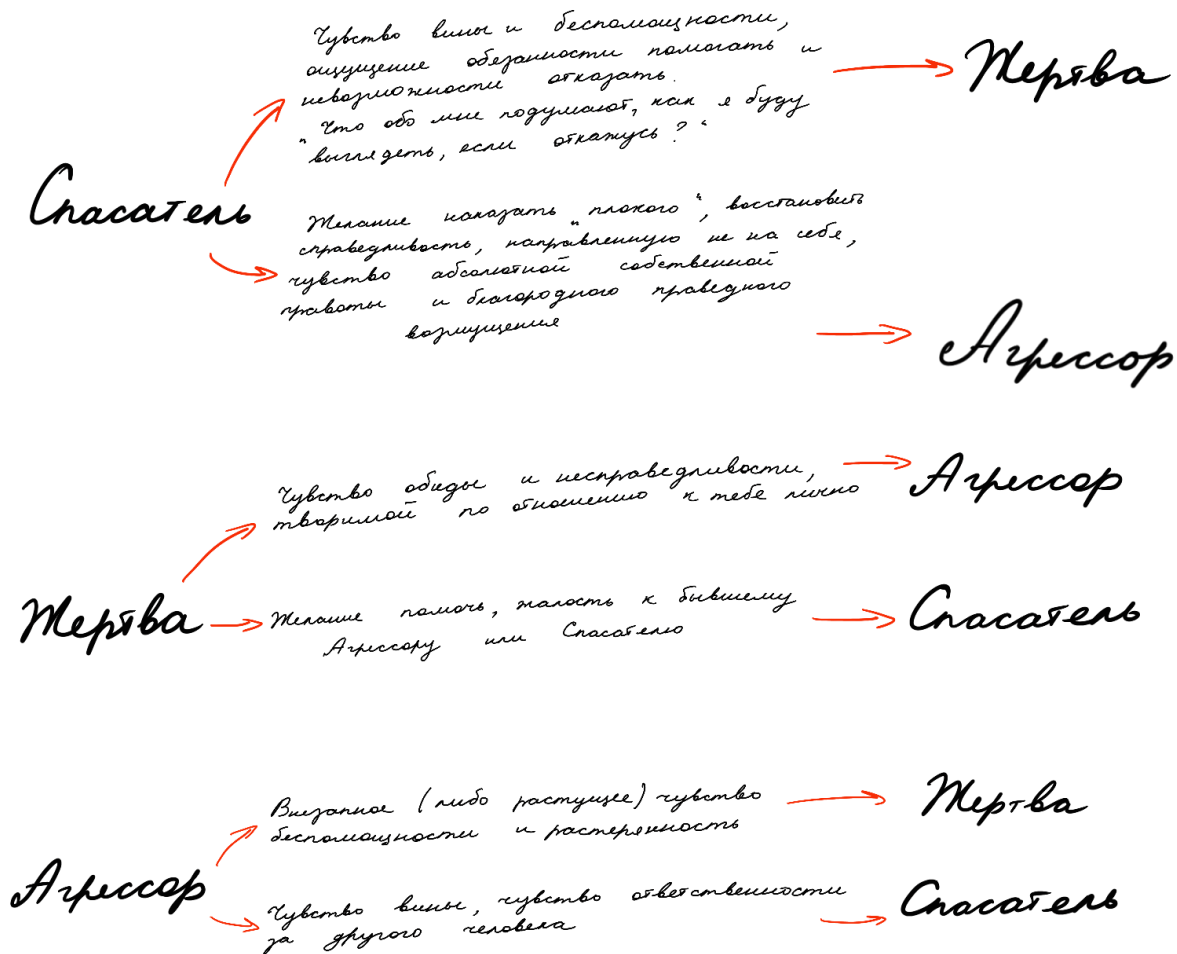 Чувство вины и беспомощности,
ощущение обезанности помогать и
невозможности отказать.
"Что обо мне подумают, как я буду
выглядеть, если откажусь?"
Жертва
Спасатель
Желание наказать "плохого", восстановить
справедливость, направленную не на себя,
чувство абсолютной собственной
правоты и благородного праведного
возмущения
Агрессор
Чувство обиды и несправедливости,
творимой по отношению к тебе лично
Агрессор
Жертва
Желание помочь, жалость к бывшему
Агрессору или Спасателю
Спасатель
Внезапное (либо растущее) чувство
беспомощности и растерянность
Жертва
Агрессор
Чувство вины, чувство ответственности
за другого человека
Спасатель